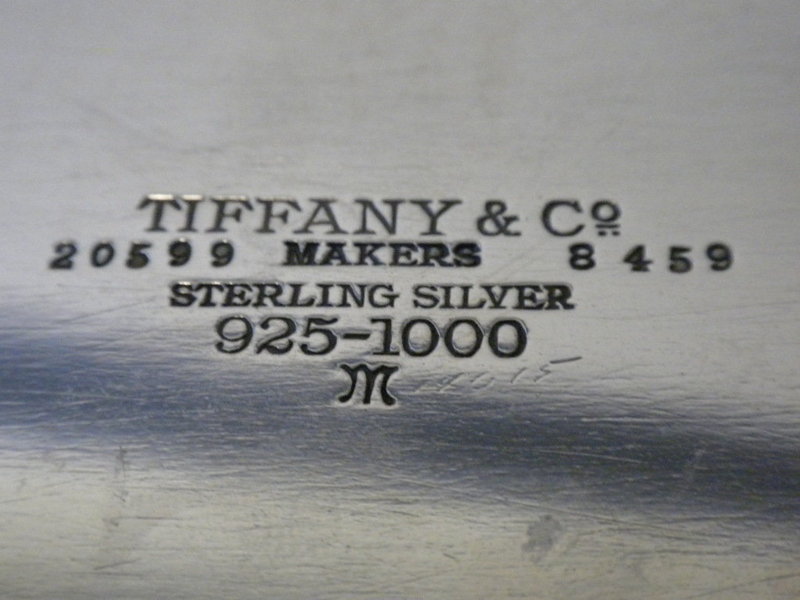 TIFFANY & Cº
20599 MAKERS 8459
STERLING SILVER
925-1000
M